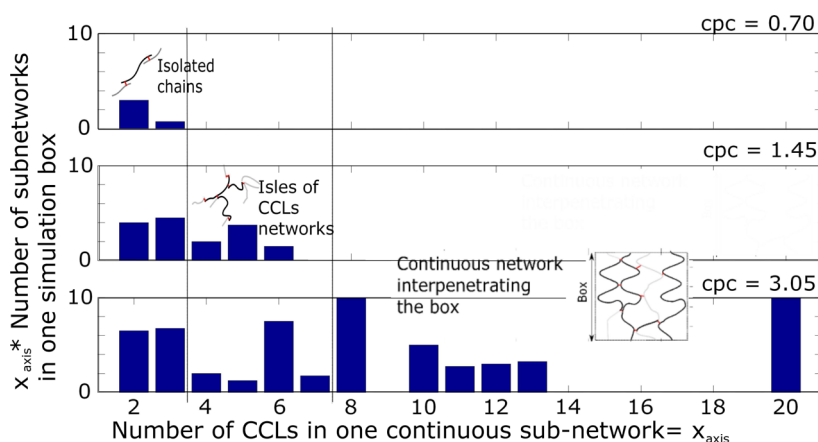 cpc = 0.70
10
Isolated
chains
0
cpc = 1.45
10
Isles of
CCLs
networks
0
Continuous network
interpenetrating
the box
Box
cpc = 3.05
10
0
2 4 6 8 10 12 14 16 18 20
Number of CCLs in one continuous sub-network= x axis
x axis* Number of subnetworks
in one simulation box